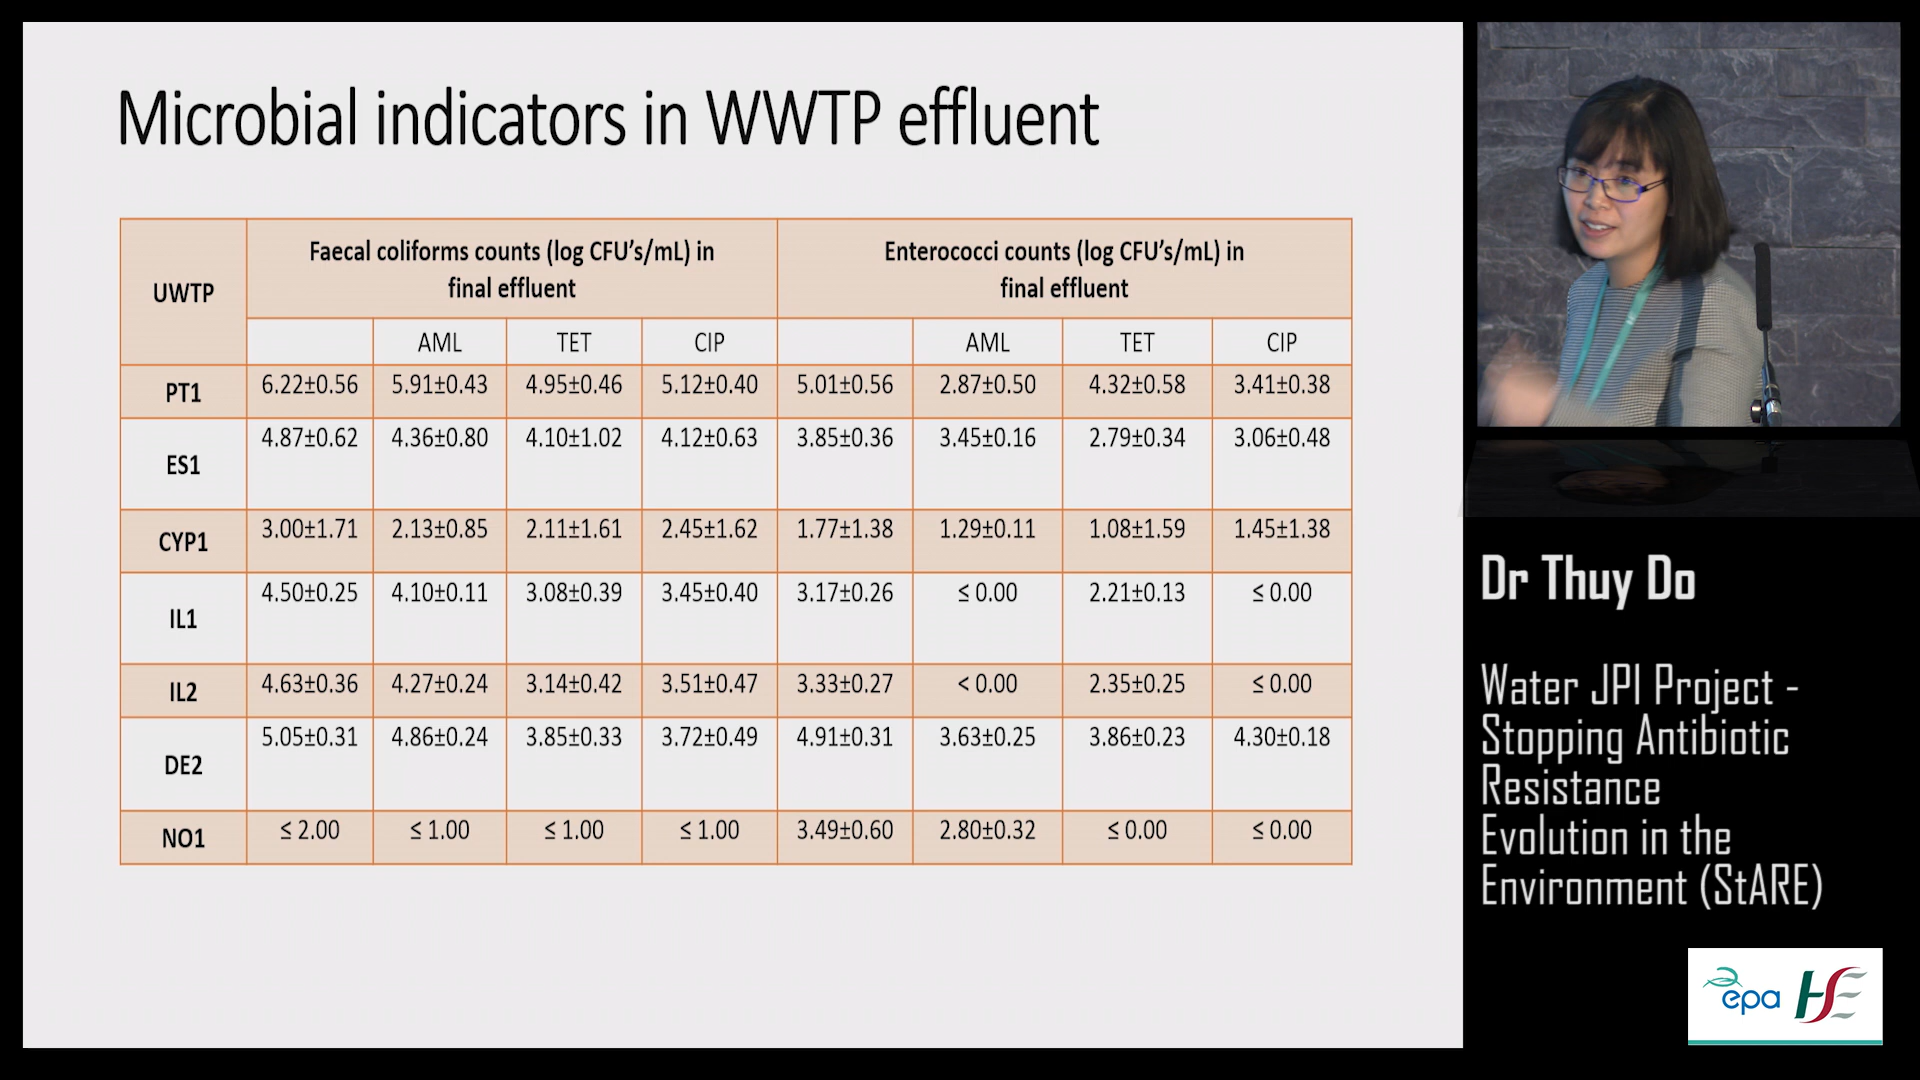 Microbial indicators in WWTP effluent
UWTP
Faecal coliforms counts (log CFU's/mL) in
final effluent
Enterococci counts (log CFU's/mL) in
final effluent
AML TET CIP AML TET CIP
PT1 6.22±0.56 5.91±0.43 4.95±0.46 5.12±0.40 5.01±0.56 2.87±0.50 4.32±0.58 3.41±0.38
ES1 4.87±0.62 4.36±0.80 4.10±1.02 4.12±0.63 3.85±0.36 3.45±0.16 2.79±0.34 3.06±0.48
CYP1 3.00±1.71 2.13±0.85 2.11±1.61 2.45±1.62 1.77±1.38 1.29±0.11 1.08±1.59 1.45±1.38
IL1 4.50±0.25 4.10±0.11 3.08±0.39 3.45±0.40 3.17±0.26 ≤ 0.00 2.21±0.13 ≤ 0.00
IL2 4.63±0.36 4.27±0.24 3.14±0.42 3.51±0.47 3.33±0.27 < 0.00 2.35±0.25 ≤ 0.00
DE2 5.05±0.31 4.86±0.24 3.85±0.33 3.72±0.49 4.91±0.31 3.63±0.25 3.86±0.23 4.30±0.18
NO1 ≤ 2.00 ≤ 1.00 ≤ 1.00 ≤ 1.00 3.49±0.60 2.80±0.32 ≤ 0.00 ≤ 0.00
Dr Thuy Do
Water JPI Project -
Stopping Antibiotic
Resistance
Evolution in the
Environment (StARE)
epa HSE